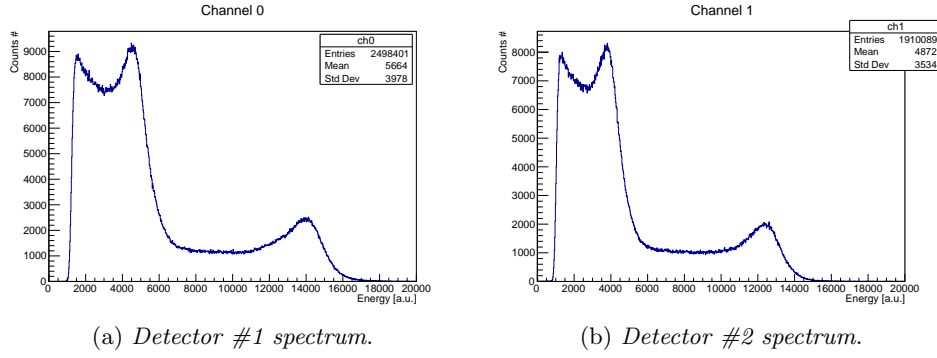 Channel 0
Counts #
ch0
Entries 2498401
Mean 5664
Std Dev 3978
9000
8000
7000
6000
5000
4000
3000
2000
1000
0
0 2000 4000 6000 8000 10000 12000 14000 16000 18000 20000
Energy [a.u.]
(a) Detector #1 spectrum.
Channel 1
Counts #
ch1
Entries 1910089
Mean 4872
Std Dev 3534
8000
7000
6000
5000
4000
3000
2000
1000
0
0 2000 4000 6000 8000 10000 12000 14000 16000 18000 20000
Energy [a.u.]
(b) Detector #2 spectrum.